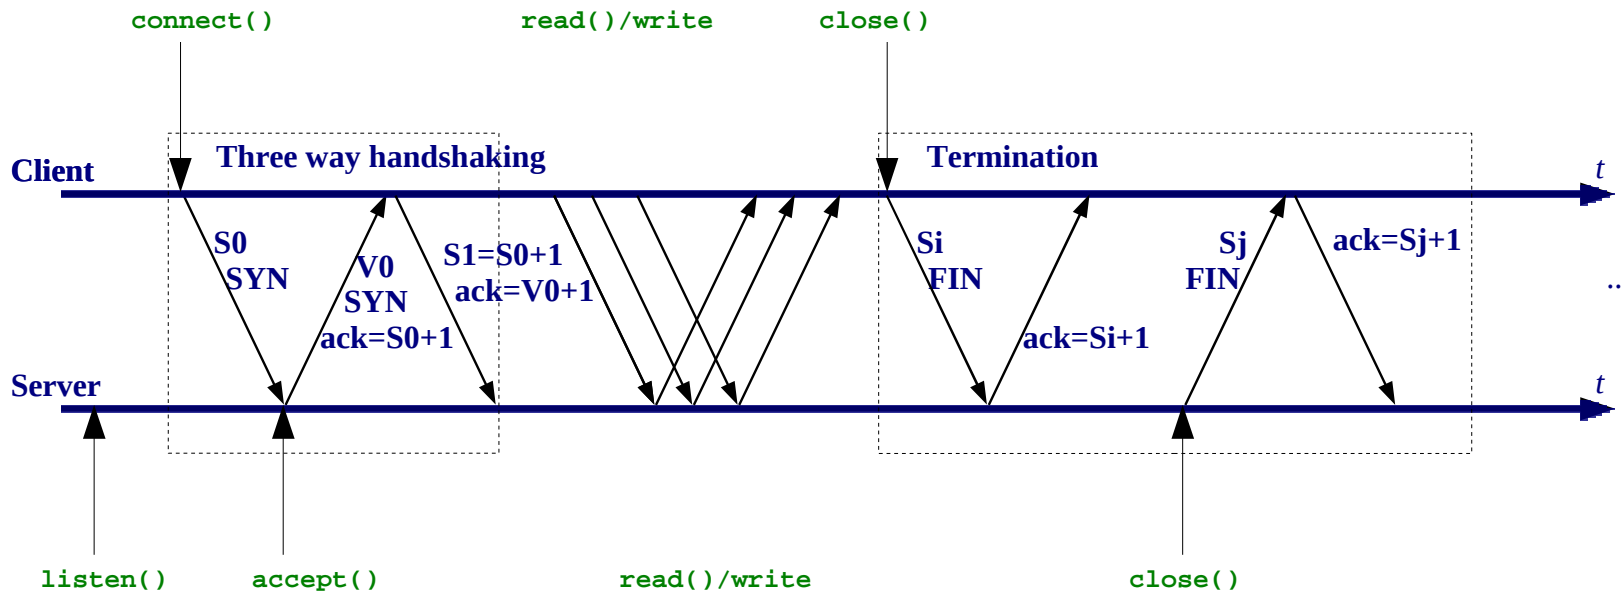 connect()
read()/write
close()
Three way handshaking
Termination
Client
t
S0
SYN
V0
SYN
ack=S0+1
S1=S0+1
ack=V0+1
Si
FIN
ack=Si+1
Sj
FIN
ack=Sj+1
..
Server
t
listen()
accept()
read()/write
close()